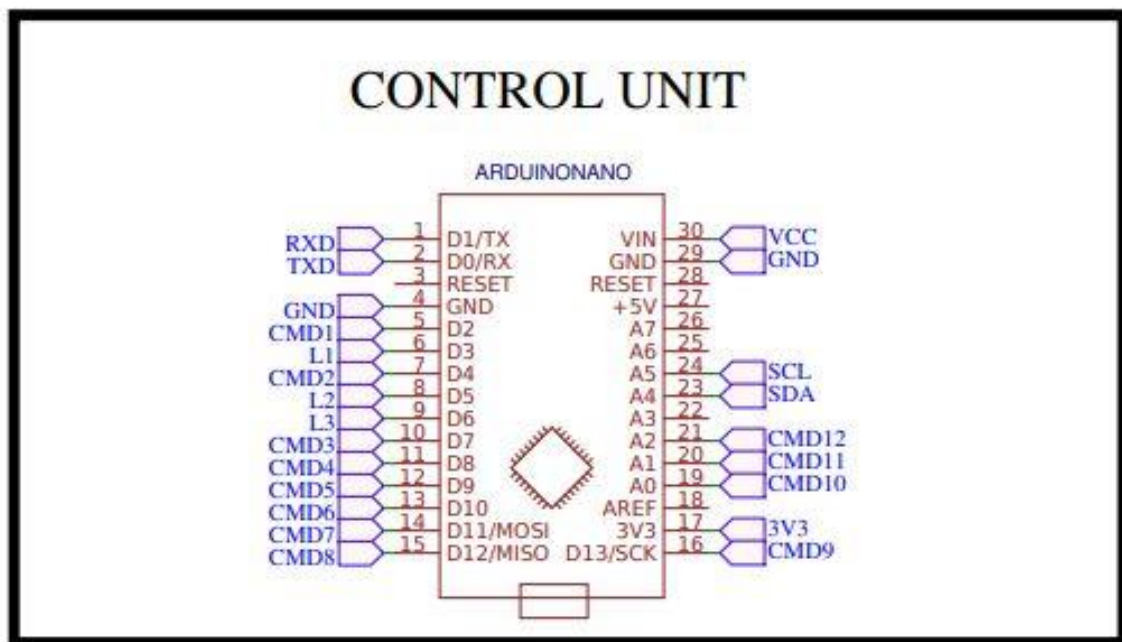 CONTROL UNIT
ARDUINONANO
RXD 1 D1/TX VIN 30 VCC
TXD 2 D0/RX GND 29 GND
3 RESET RESET 28
GND 4 GND +5V 27
CMD1 5 D2 A7 26
L1 6 D3 A6 25
CMD2 7 D4 A5 24 SCL
L2 8 D5 A4 23 SDA
L3 9 D6 A3 22
CMD3 10 D7 A2 21 CMD12
CMD4 11 D8 A1 20 CMD11
CMD5 12 D9 A0 19 CMD10
CMD6 13 D10 AREF 18
CMD7 14 D11/MOSI 3V3 17 3V3
CMD8 15 D12/MISO D13/SCK 16 CMD9